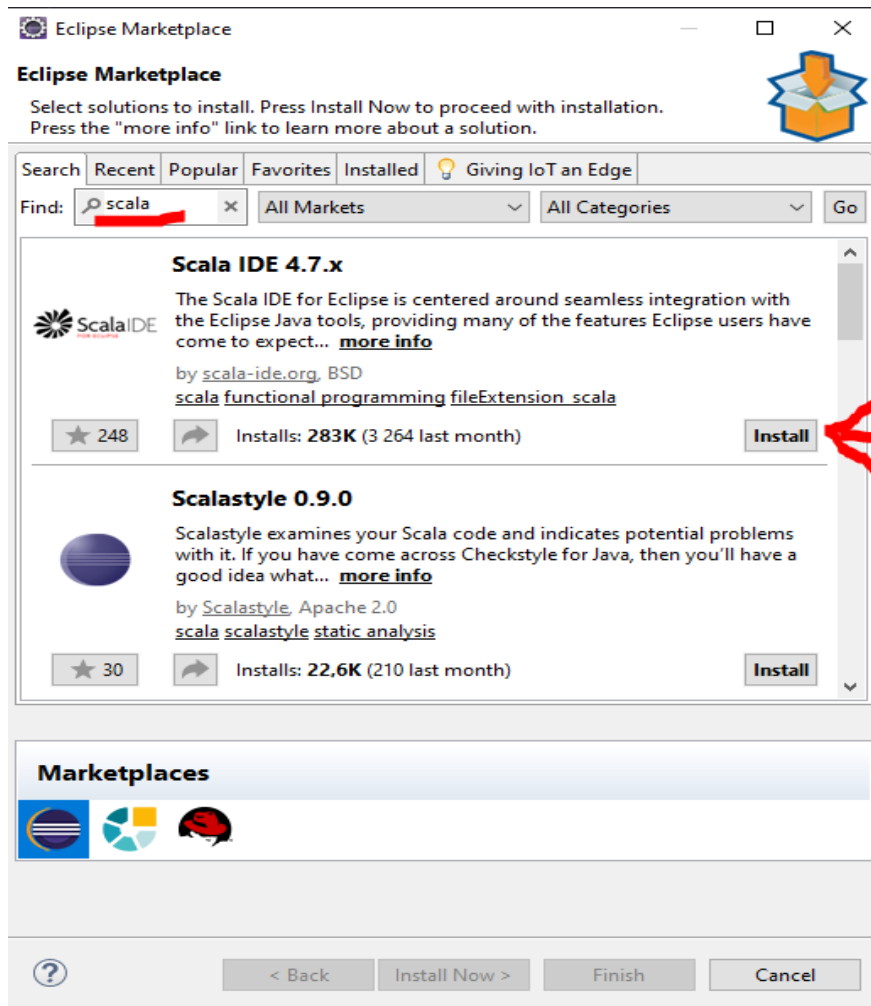 Eclipse Marketplace
Eclipse Marketplace
Select solutions to install. Press Install Now to proceed with installation.
Press the "more info" link to learn more about a solution.
Search Recent Popular Favorites Installed Giving IoT an Edge
Find: scala All Markets All Categories Go
Scala IDE 4.7.x
The Scala IDE for Eclipse is centered around seamless integration with
the Eclipse Java tools, providing many of the features Eclipse users have
come to expect... more info
ScalaIDE
FOR ECLIPSE
by scala-ide.org, BSD
scala functional programming fileExtension_scala
248 Installs: 283K (3 264 last month) Install
Scalastyle 0.9.0
Scalastyle examines your Scala code and indicates potential problems
with it. If you have come across Checkstyle for Java, then you'll have a
good idea what... more info
by Scalastyle, Apache 2.0
scala scalastyle static analysis
30 Installs: 22,6K (210 last month) Install
Marketplaces
? < Back Install Now > Finish Cancel